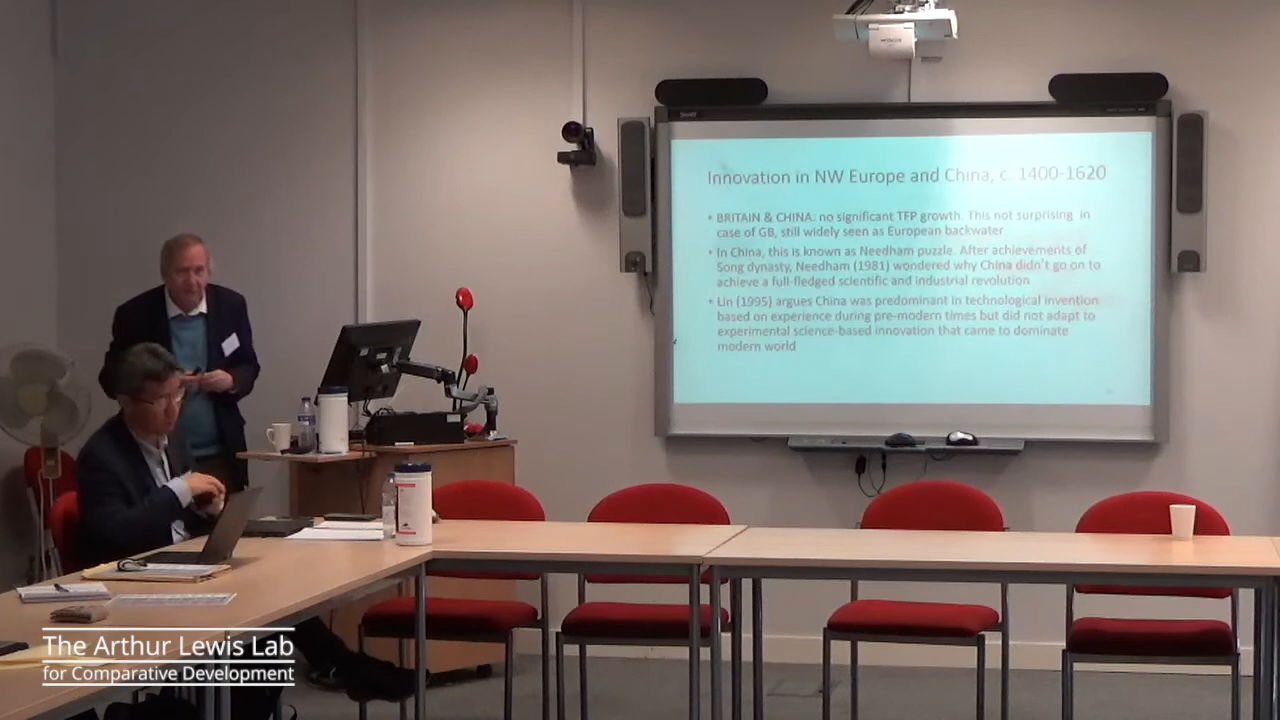 Innovation in NW Europe and China, c. 1400-1620
• BRITAIN & CHINA: no significant TFP growth. This not surprising in
case of GB, still widely seen as European backwater
• In China, this is known as Needham puzzle. After achievements of
Song dynasty, Needham (1981) wondered why China didn't go on to
achieve a full-fledged scientific and industrial revolution
• Lin (1995) argues China was predominant in technological invention
based on experience during pre-modern times but did not adapt to
experimental science-based innovation that came to dominate
modern world
The Arthur Lewis Lab
for Comparative Development